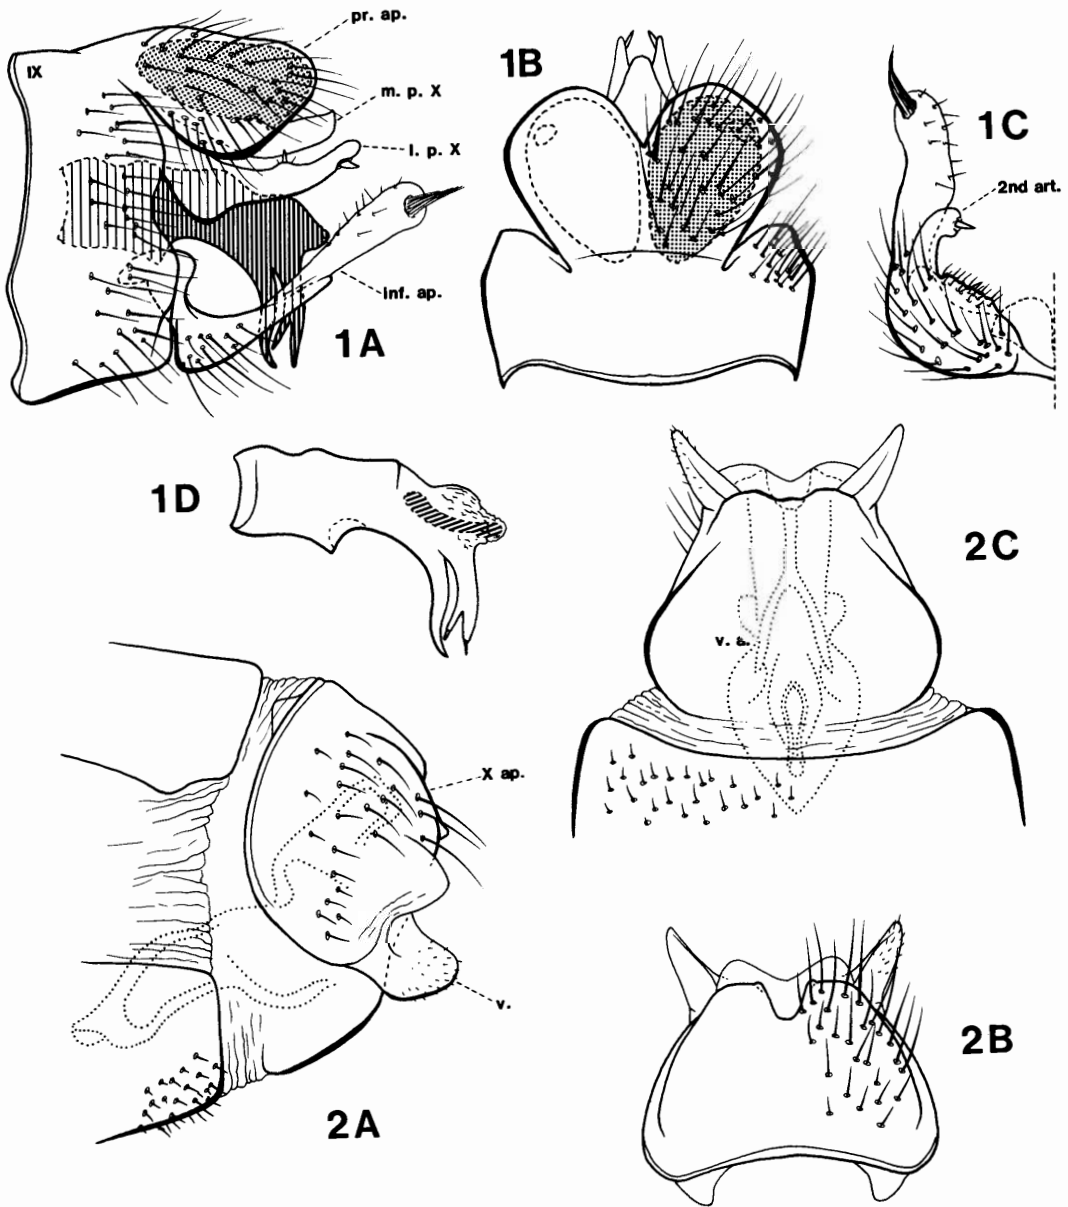 pr. ap.
IX
m. p. X
l. p. X
inf. ap.
1A
1B
1C
2nd art.
1D
2C
v. a.
X ap.
v.
2A
2B